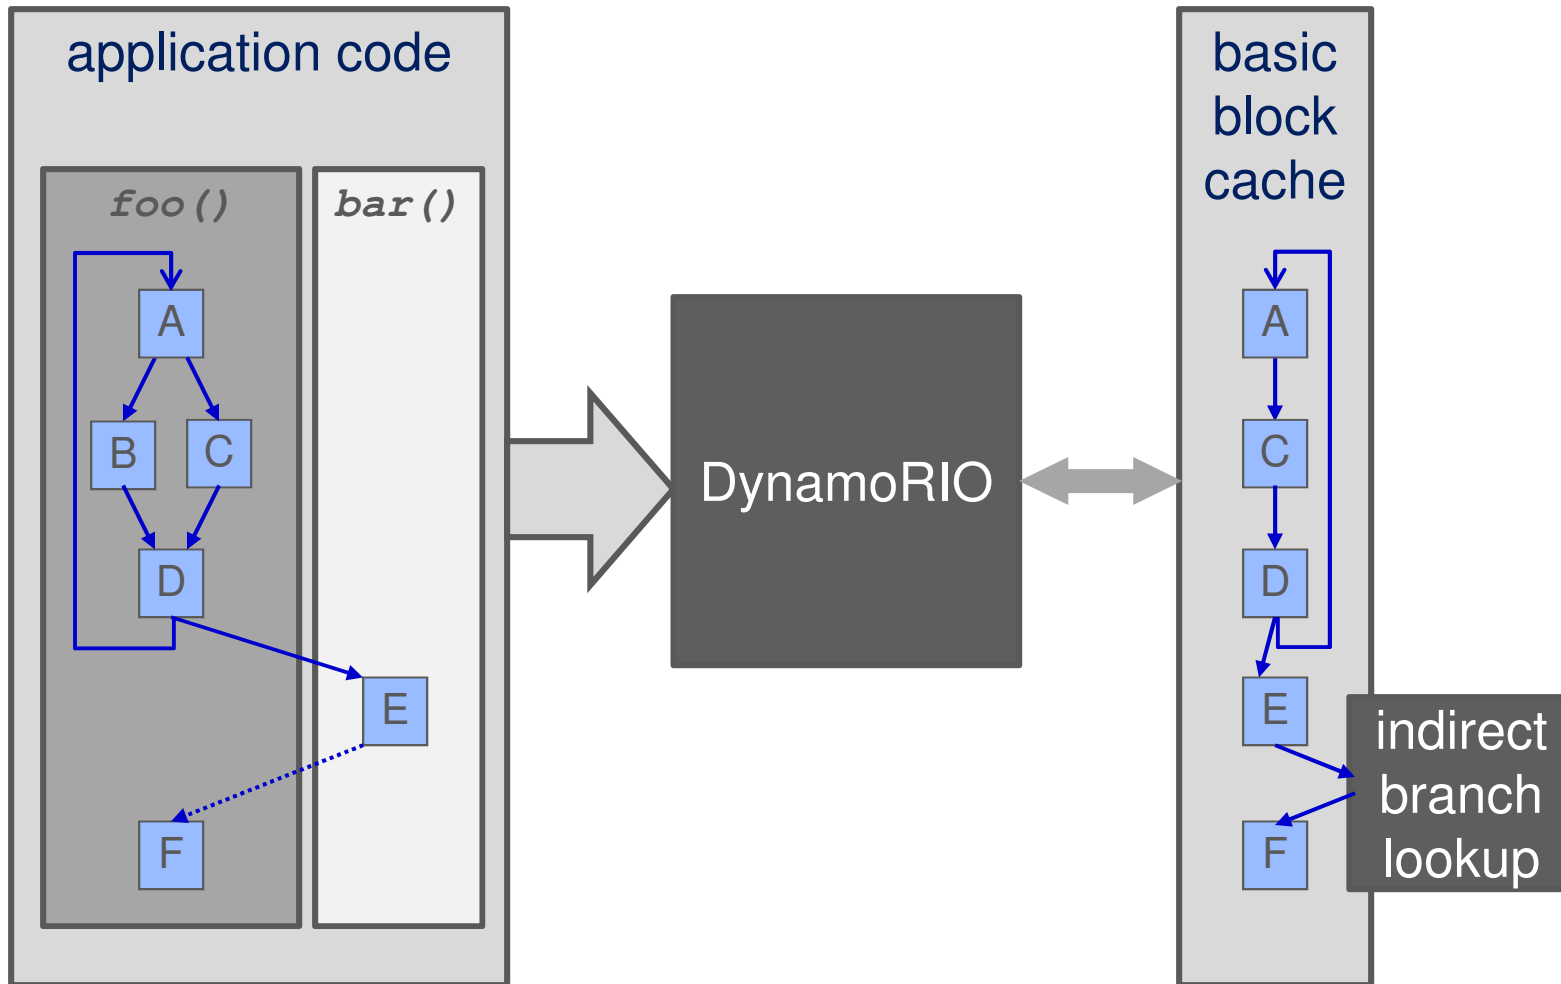 application code
foo()
bar()
A
B
C
D
E
F
DynamoRIO
basic
block
cache
A
C
D
E
F
indirect
branch
lookup